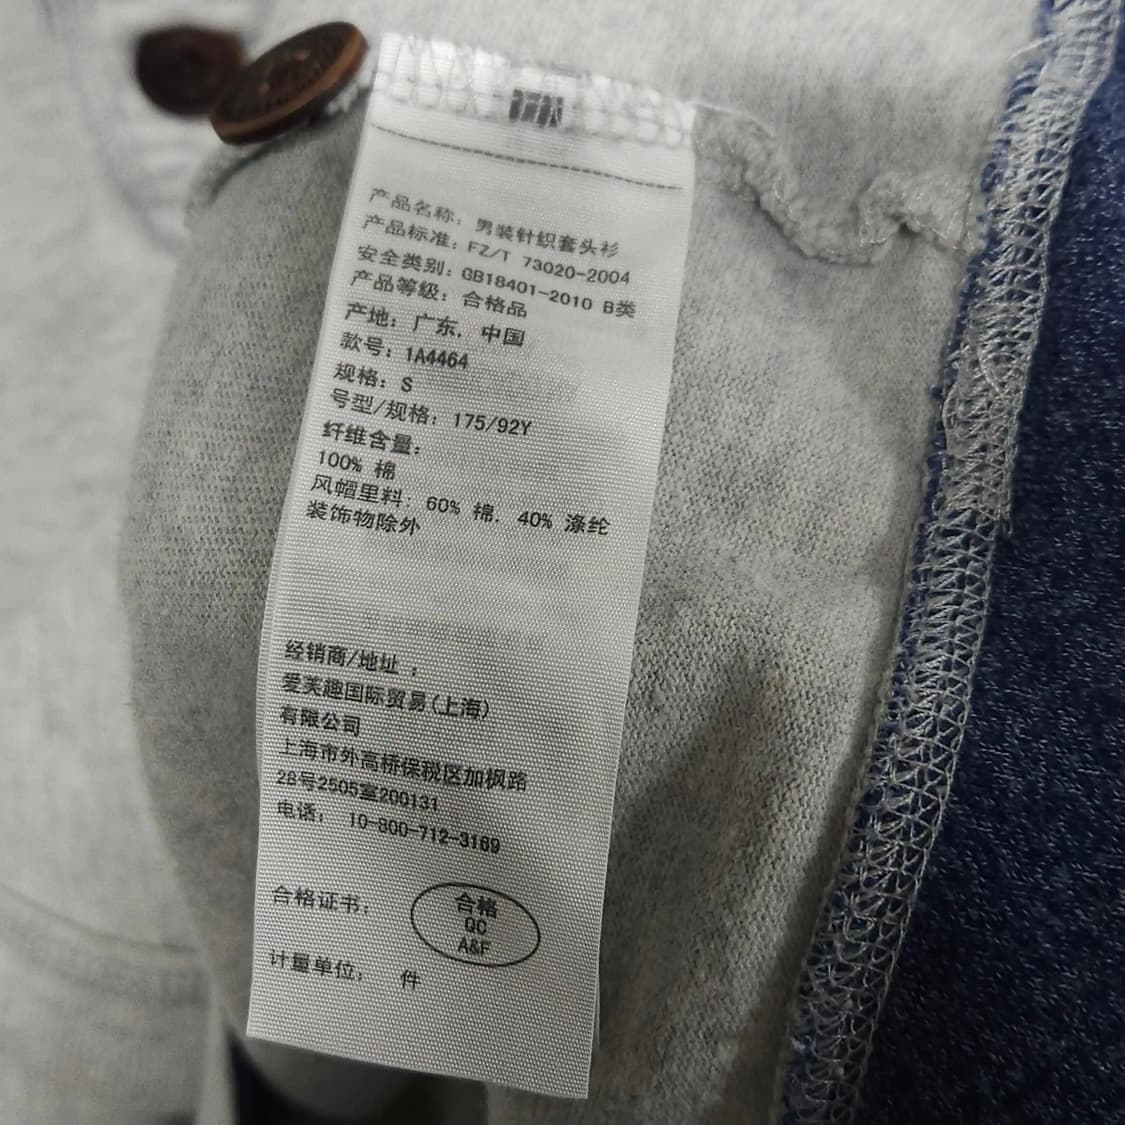 产品名称: 男装针织套头衫
产品标准: FZ/T 73020-2004
安全类别: GB18401-2010 B类
产品等级: 合格品
产地: 广东, 中国
款号: 1A4464
规格: S
号型/规格: 175/92Y
纤维含量:
100% 棉
风帽里料: 60% 棉, 40% 涤纶
装饰物除外
经销商/地址 :
爱芙趣国际贸易(上海)
有限公司
上海市外高桥保税区加枫路
28号2505室200131
电话: 10-800-712-3169
合格证书:
合格
QC
A&F
计量单位: 件